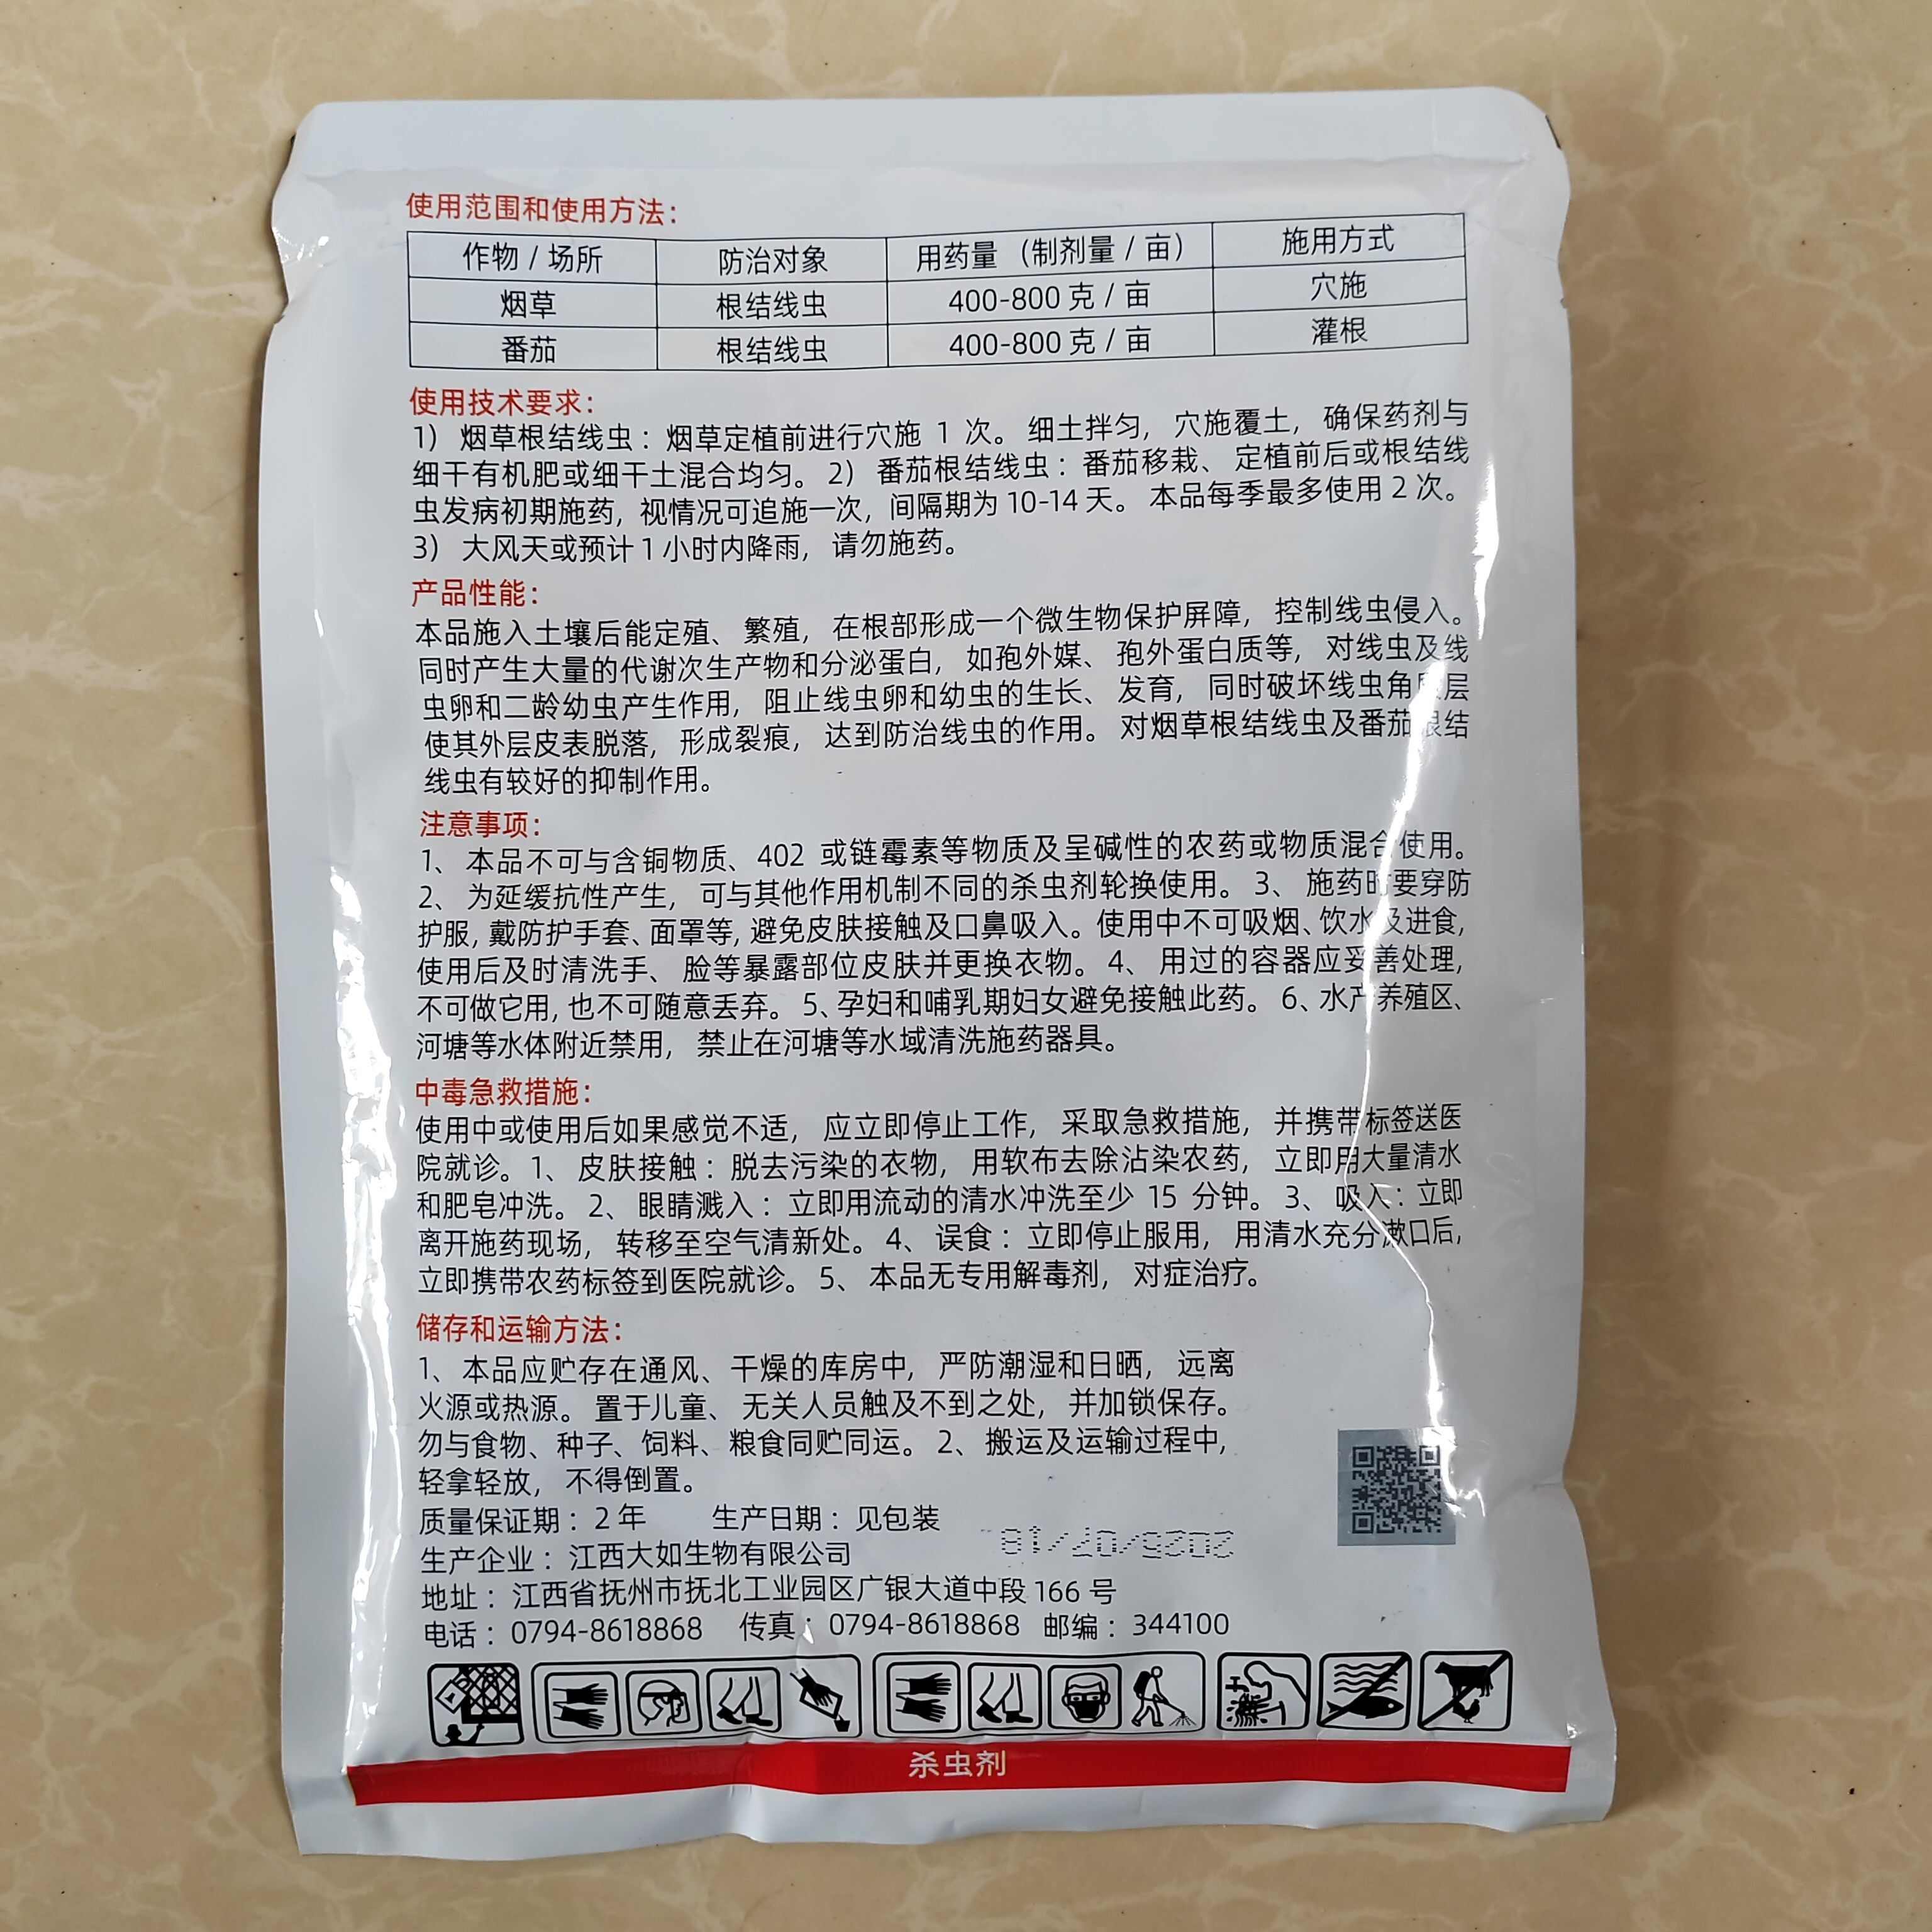 使用范围和使用方法：
作物 / 场所 防治对象 用药量（制剂量 / 亩） 施用方式
烟草 根结线虫 400-800 克 / 亩 穴施
番茄 根结线虫 400-800 克 / 亩 灌根
使用技术要求：
1） 烟草根结线虫：烟草定植前进行穴施 1 次。细土拌匀，穴施覆土，确保药剂与
细干有机肥或细干土混合均匀。2） 番茄根结线虫：番茄移栽、定植前后或根结线
虫发病初期施药，视情况可追施一次，间隔期为 10-14 天。本品每季最多使用 2 次。
3） 大风天或预计 1 小时内降雨，请勿施药。
产品性能：
本品施入土壤后能定殖、繁殖，在根部形成一个微生物保护屏障，控制线虫侵入。
同时产生大量的代谢次生产物和分泌蛋白，如孢外媒、孢外蛋白质等，对线虫及线
虫卵和二龄幼虫产生作用，阻止线虫卵和幼虫的生长、发育，同时破坏线虫角质层
使其外层皮表脱落，形成裂痕，达到防治线虫的作用。对烟草根结线虫及番茄根结
线虫有较好的抑制作用。
注意事项：
1、本品不可与含铜物质、402 或链霉素等物质及呈碱性的农药或物质混合使用。
2、为延缓抗性产生，可与其他作用机制不同的杀虫剂轮换使用。3、施药时要穿防
护服，戴防护手套、面罩等，避免皮肤接触及口鼻吸入。使用中不可吸烟、饮水及进食，
使用后及时清洗手、脸等暴露部位皮肤并更换衣物。4、用过的容器应妥善处理，
不可做它用，也不可随意丢弃。5、孕妇和哺乳期妇女避免接触此药。6、水产养殖区、
河塘等水体附近禁用，禁止在河塘等水域清洗施药器具。
中毒急救措施：
使用中或使用后如果感觉不适，应立即停止工作，采取急救措施，并携带标签送医
院就诊。1、皮肤接触：脱去污染的衣物，用软布去除沾染农药，立即用大量清水
和肥皂冲洗。2、眼睛溅入：立即用流动的清水冲洗至少 15 分钟。3、吸入：立即
离开施药现场，转移至空气清新处。4、误食：立即停止服用，用清水充分漱口后，
立即携带农药标签到医院就诊。5、本品无专用解毒剂，对症治疗。
储存和运输方法：
1、本品应贮存在通风、干燥的库房中，严防潮湿和日晒，远离
火源或热源。置于儿童、无关人员触及不到之处，并加锁保存。
勿与食物、种子、饲料、粮食同贮同运。2、搬运及运输过程中，
轻拿轻放，不得倒置。
质量保证期：2 年 生产日期：见包装
2025/07/18
生产企业：江西大如生物有限公司
地址：江西省抚州市抚北工业园区广银大道中段 166 号
电话：0794-8618868 传真：0794-8618868 邮编：344100
杀虫剂